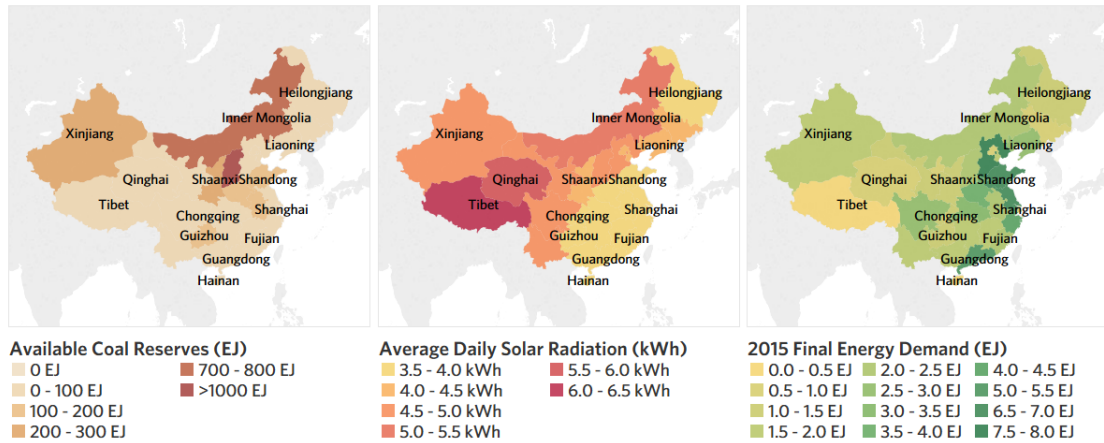 Heilongjiang
Inner Mongolia
Xinjiang
Liaoning
Qinghai
Shaanxi Shandong
Tibet
Chongqing
Shanghai
Guizhou
Fujian
Guangdong
Hainan
Heilongjiang
Inner Mongolia
Xinjiang
Liaoning
Qinghai
Shaanxi Shandong
Tibet
Chongqing
Shanghai
Guizhou
Fujian
Guangdong
Hainan
Heilongjiang
Inner Mongolia
Xinjiang
Liaoning
Qinghai
Shaanxi Shandong
Tibet
Chongqing
Shanghai
Guizhou
Fujian
Guangdong
Hainan
Available Coal Reserves (EJ)
0 EJ
0 - 100 EJ
100 - 200 EJ
200 - 300 EJ
700 - 800 EJ
>1000 EJ
Average Daily Solar Radiation (kWh)
3.5 - 4.0 kWh
4.0 - 4.5 kWh
4.5 - 5.0 kWh
5.0 - 5.5 kWh
5.5 - 6.0 kWh
6.0 - 6.5 kWh
2015 Final Energy Demand (EJ)
0.0 - 0.5 EJ
0.5 - 1.0 EJ
1.0 - 1.5 EJ
1.5 - 2.0 EJ
2.0 - 2.5 EJ
2.5 - 3.0 EJ
3.0 - 3.5 EJ
3.5 - 4.0 EJ
4.0 - 4.5 EJ
5.0 - 5.5 EJ
6.5 - 7.0 EJ
7.5 - 8.0 EJ